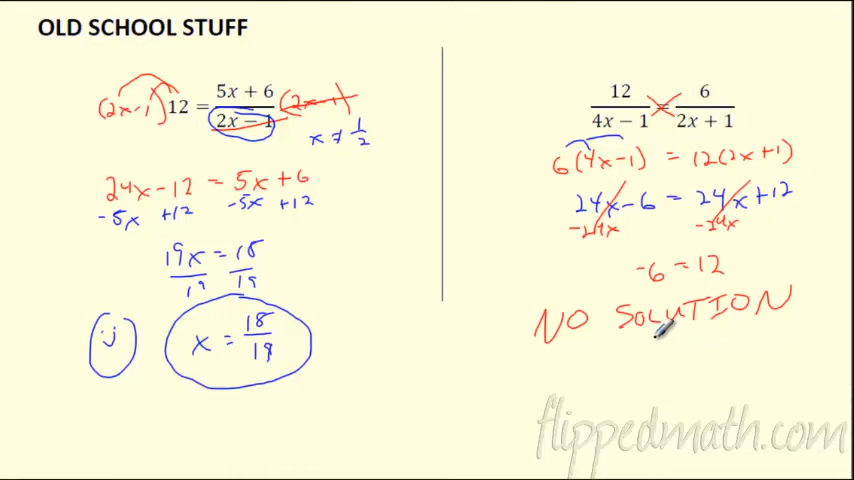 OLD SCHOOL STUFF
(2x-1) 12 = (5x + 6)/(2x − 1) (2x-1)
x ≠ 1/2
24x - 12 = 5x + 6
-5x +12 -5x +12
19x = 18
19 19
x = 18/19
12/(4x − 1) = 6/(2x + 1)
6(4x-1) = 12(2x+1)
24x - 6 = 24x + 12
-24x -24x
-6 = 12
NO SOLUTION
flippedmath.com